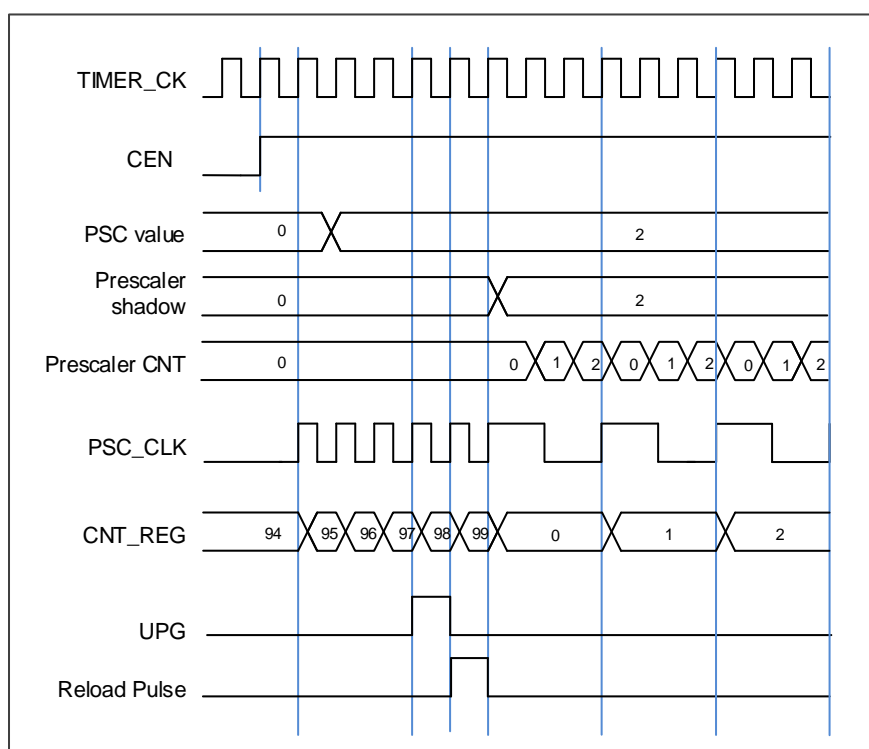 TIMER_CK
CEN
PSC value 0 2
Prescaler
shadow 0 2
Prescaler CNT 0 0 1 2 0 1 2 0 1 2
PSC_CLK
CNT_REG 94 95 96 97 98 99 0 1 2
UPG
Reload Pulse